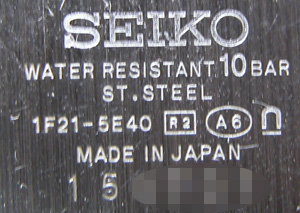 SEIKO
WATER RESISTANT 10 BAR
ST. STEEL
1F21-5E40 R2 A6
MADE IN JAPAN
1 5